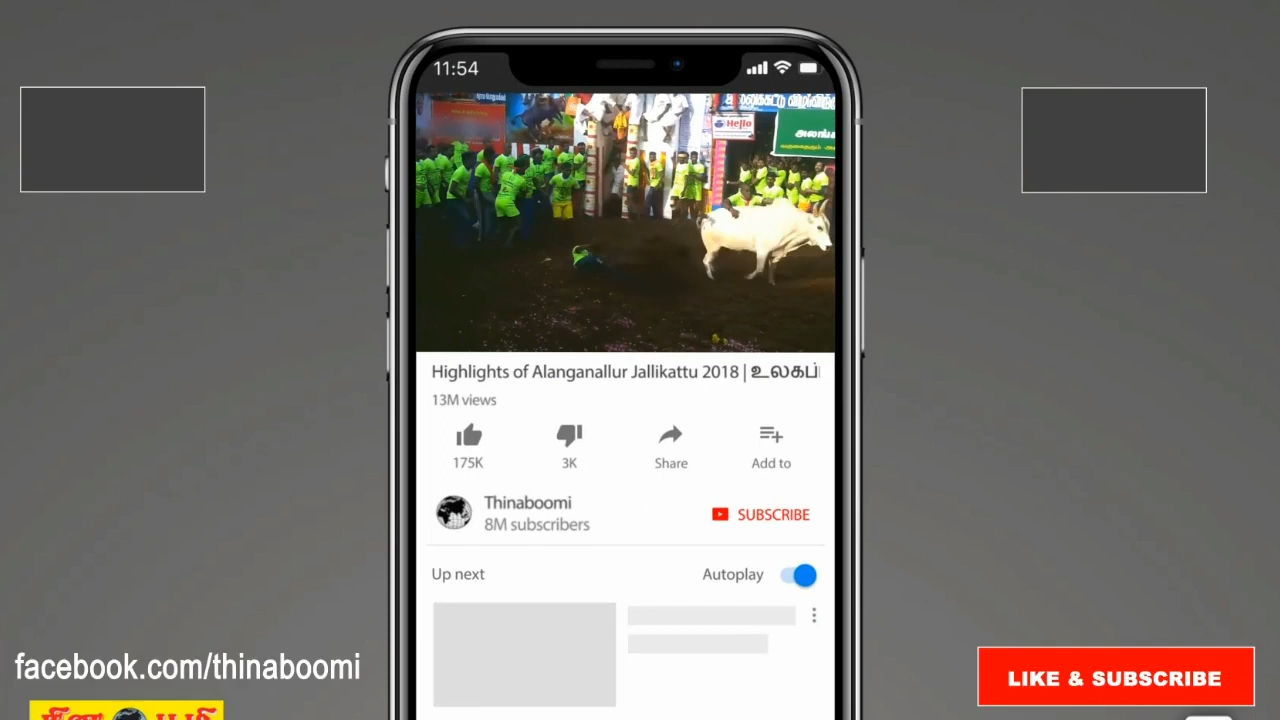 11:54
Hello
Highlights of Alanganallur Jallikattu 2018 | உலகப்
13M views
175K
3K
Share
Add to
Thinaboomi
8M subscribers
SUBSCRIBE
Up next
Autoplay
facebook.com/thinaboomi
LIKE & SUBSCRIBE